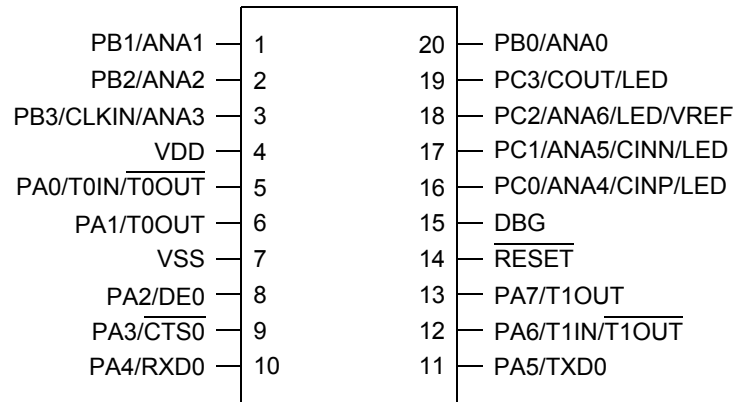 PB1/ANA1 1 20 PB0/ANA0
PB2/ANA2 2 19 PC3/COUT/LED
PB3/CLKIN/ANA3 3 18 PC2/ANA6/LED/VREF
VDD 4 17 PC1/ANA5/CINN/LED
PA0/T0IN/T0OUT 5 16 PC0/ANA4/CINP/LED
PA1/T0OUT 6 15 DBG
VSS 7 14 RESET
PA2/DE0 8 13 PA7/T1OUT
PA3/CTS0 9 12 PA6/T1IN/T1OUT
PA4/RXD0 10 11 PA5/TXD0